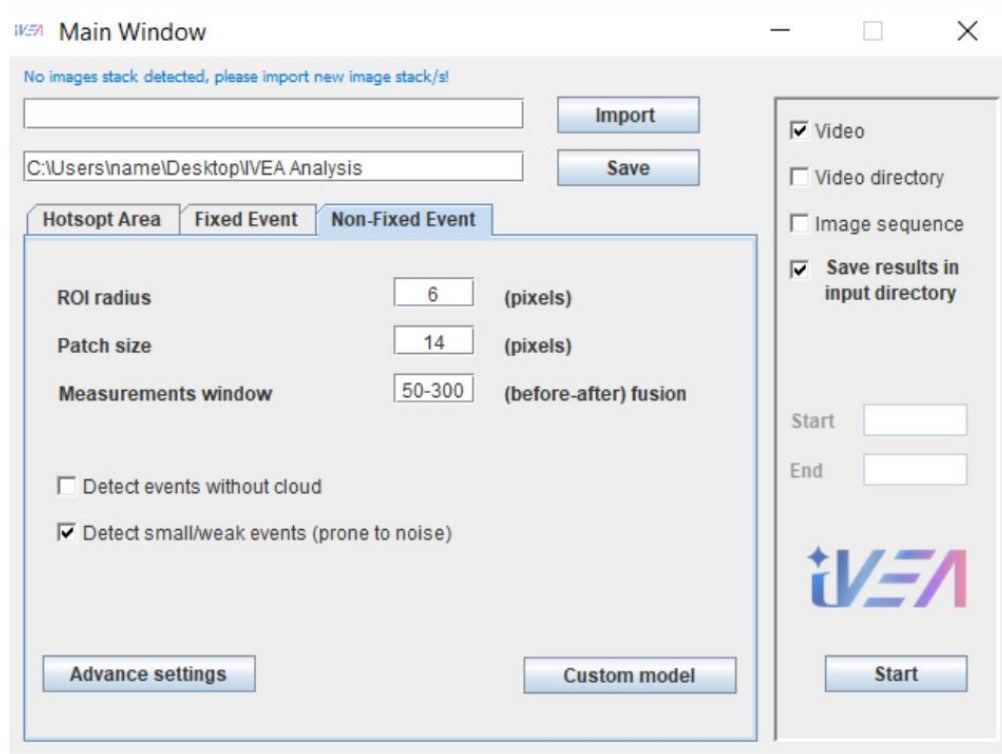 iVEA Main Window
No images stack detected, please import new image stack/s!
Import
C:\Users\name\Desktop\IVEA Analysis
Save
Hotsopt Area
Fixed Event
Non-Fixed Event
ROI radius
6
(pixels)
Patch size
14
(pixels)
Measurements window
50-300
(before-after) fusion
Detect events without cloud
Detect small/weak events (prone to noise)
Advance settings
Custom model
Video
Video directory
Image sequence
Save results in
input directory
Start
End
iVEA
Start